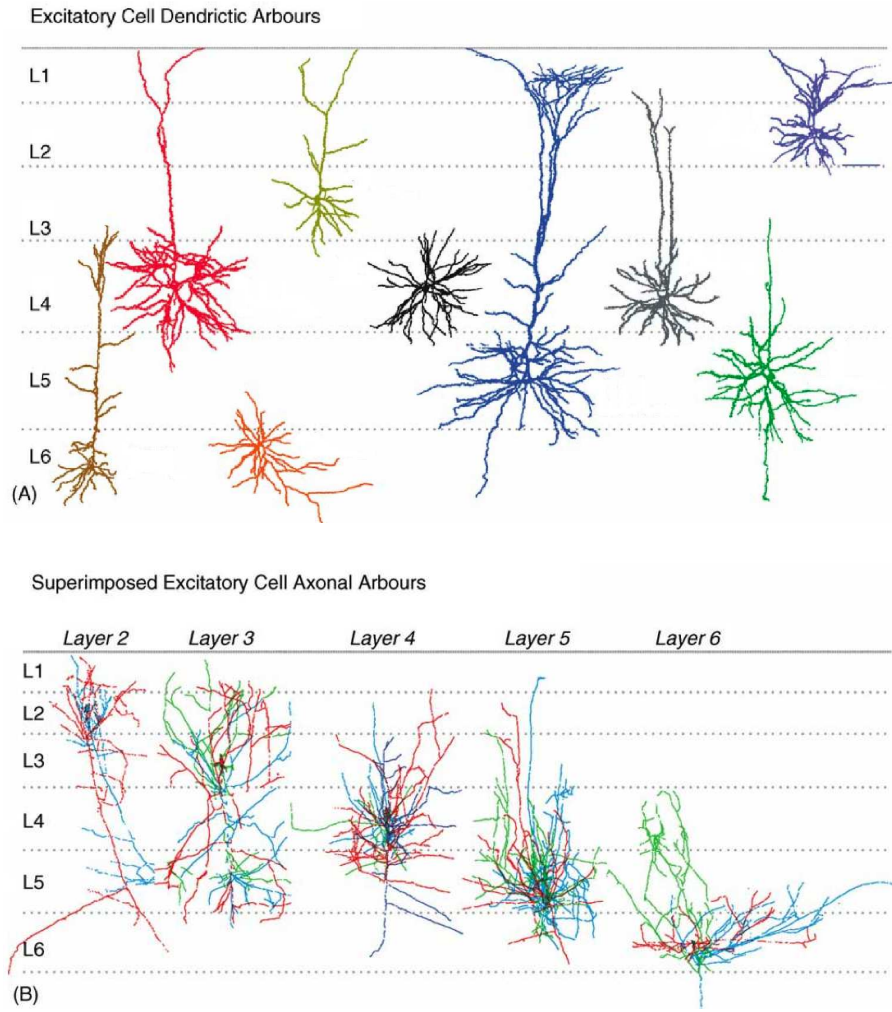 Excitatory Cell Dendrictic Arbours
L1
L2
L3
L4
L5
L6
(A)
Superimposed Excitatory Cell Axonal Arbours
Layer 2 Layer 3 Layer 4 Layer 5 Layer 6
L1
L2
L3
L4
L5
L6
(B)